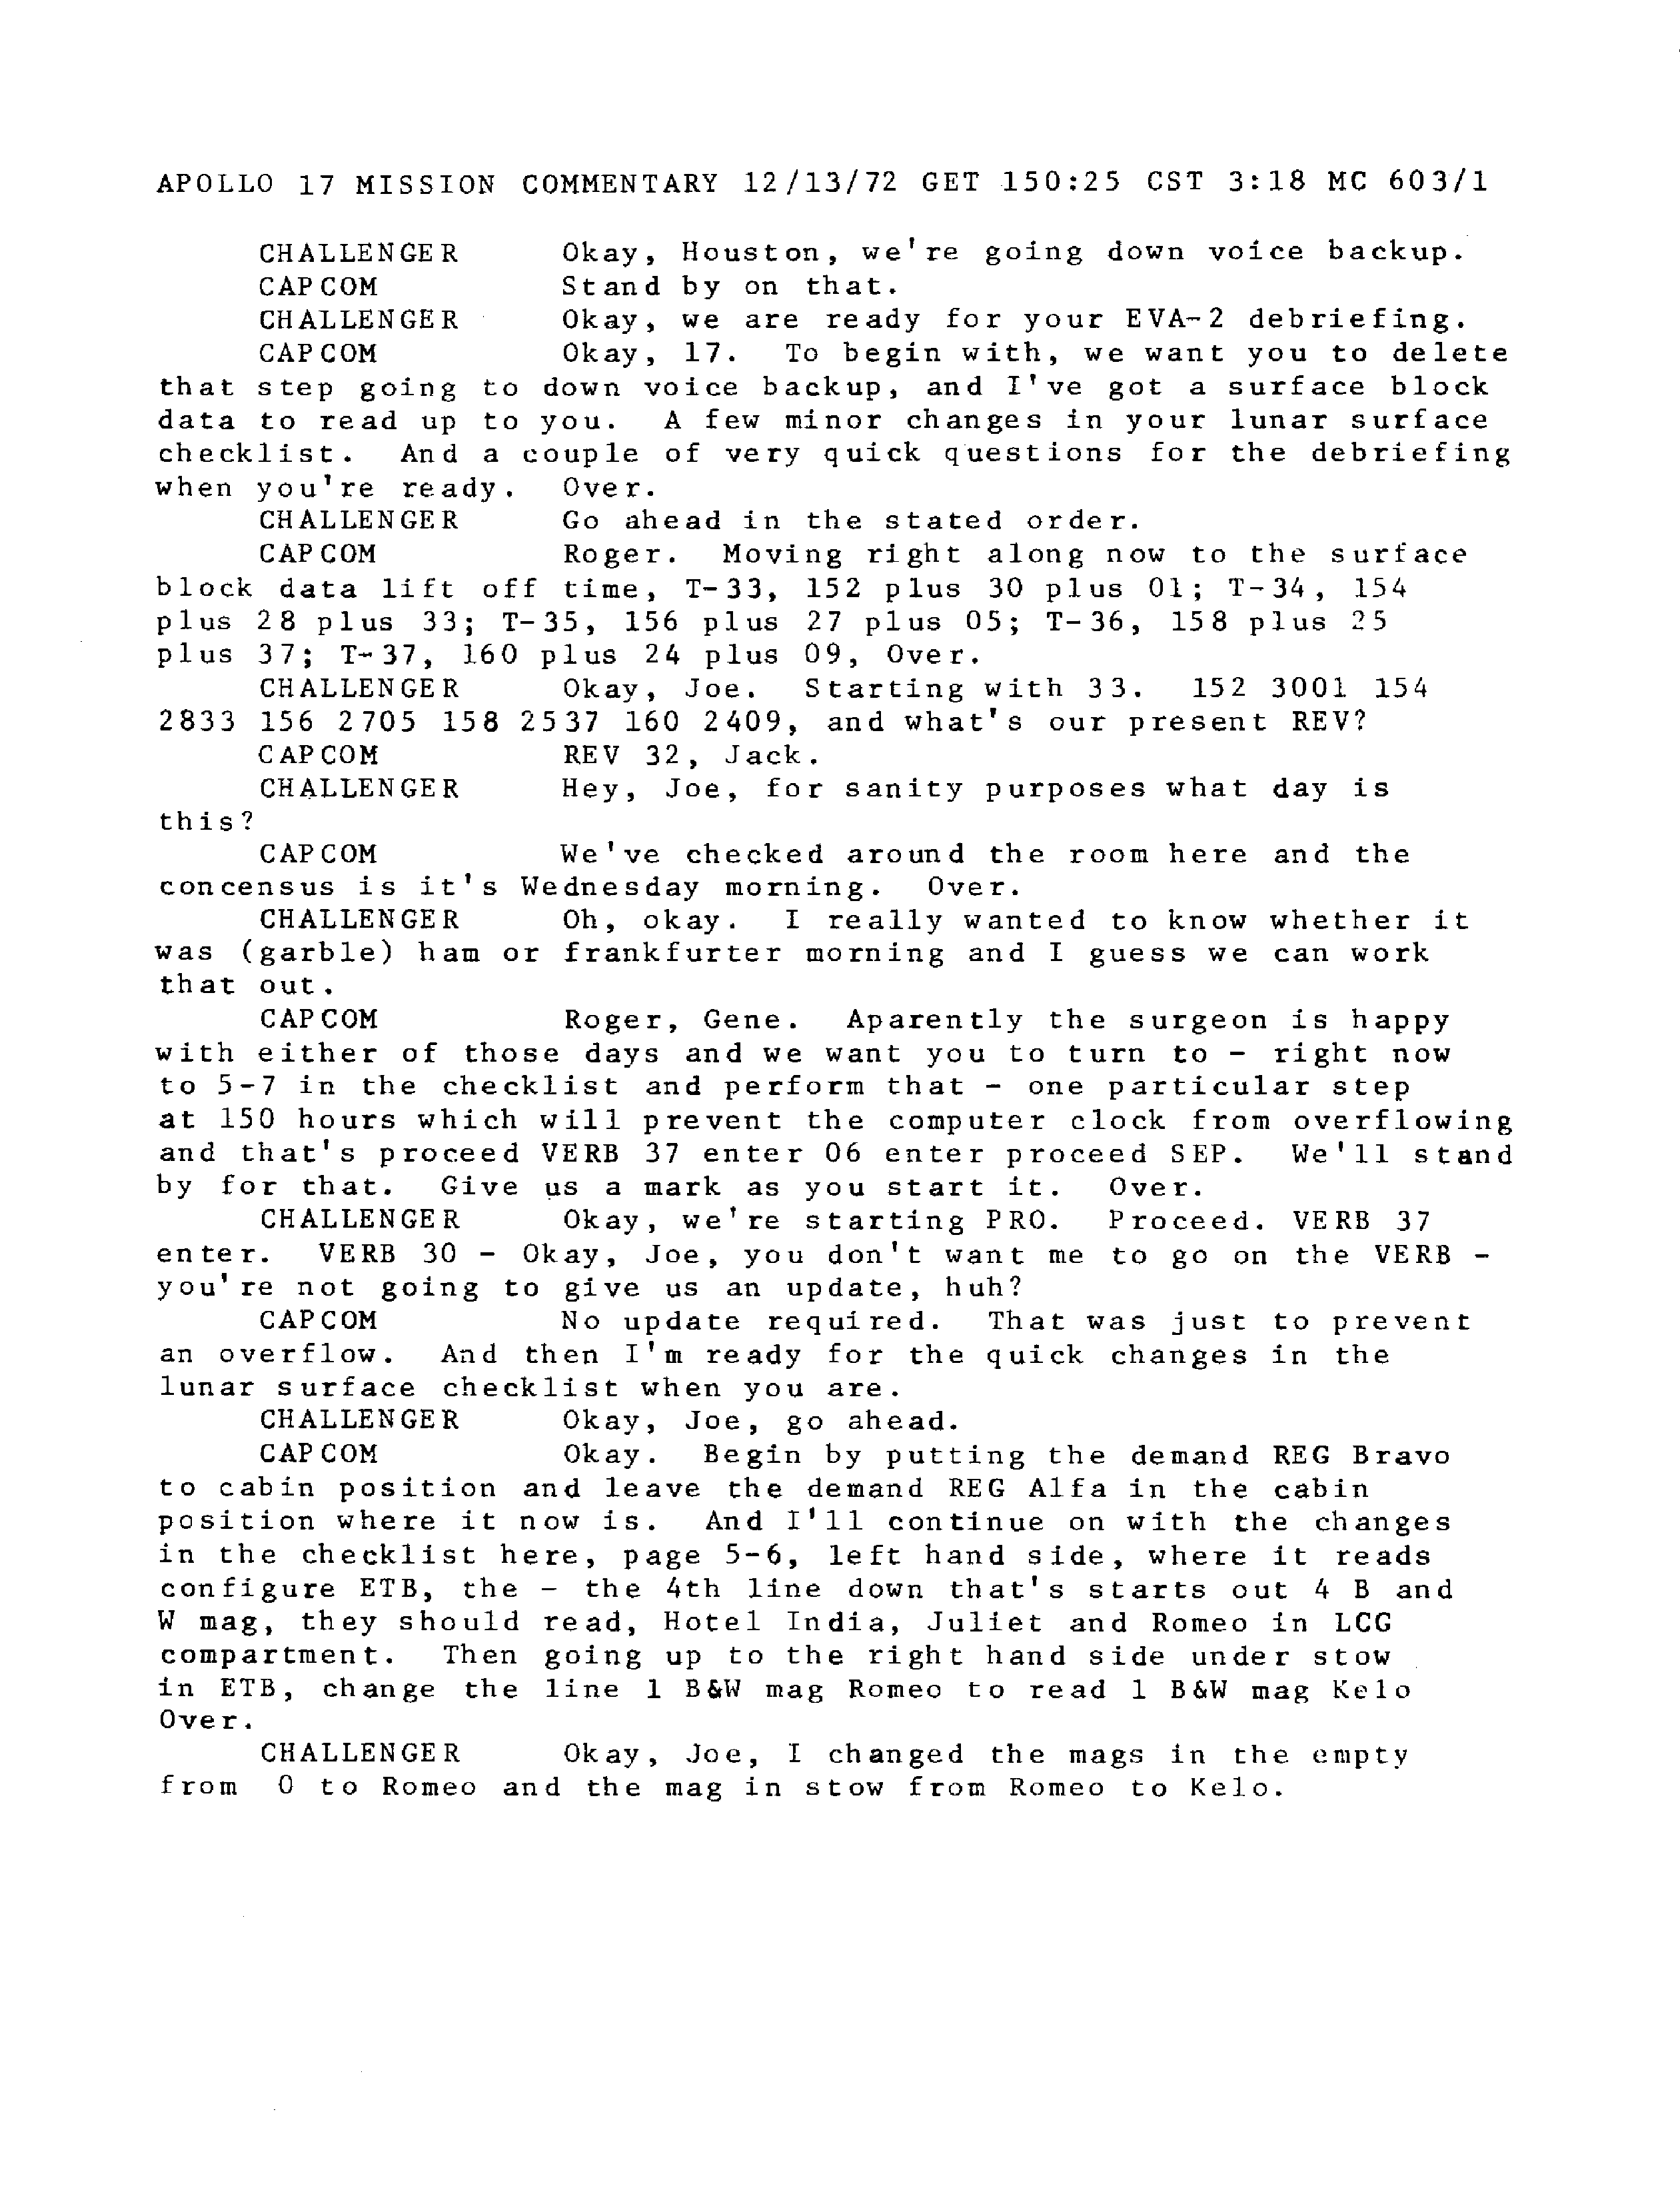 APOLLO 17 MISSION COMMENTARY 12/13/72 GET 150:25 CST 3:18 MC 603/1
CHALLENGER Okay, Houston, we're going down voice backup.
CAPCOM Stand by on that.
CHALLENGER Okay, we are ready for your EVA-2 debriefing.
CAPCOM Okay, 17. To begin with, we want you to delete
that step going to down voice backup, and I've got a surface block
data to read up to you. A few minor changes in your lunar surface
checklist. And a couple of very quick questions for the debriefing
when you're ready. Over.
CHALLENGER Go ahead in the stated order.
CAPCOM Roger. Moving right along now to the surface
block data lift off time, T-33, 152 plus 30 plus 01; T-34, 154
plus 28 plus 33; T-35, 156 plus 27 plus 05; T-36, 158 plus 25
plus 37; T-37, 160 plus 24 plus 09, Over.
CHALLENGER Okay, Joe. Starting with 33. 152 3001 154
2833 156 2705 158 2537 160 2409, and what's our present REV?
CAPCOM REV 32, Jack.
CHALLENGER Hey, Joe, for sanity purposes what day is
this?
CAPCOM We've checked around the room here and the
concensus is it's Wednesday morning. Over.
CHALLENGER Oh, okay. I really wanted to know whether it
was (garble) ham or frankfurter morning and I guess we can work
that out.
CAPCOM Roger, Gene. Aparently the surgeon is happy
with either of those days and we want you to turn to - right now
to 5-7 in the checklist and perform that - one particular step
at 150 hours which will prevent the computer clock from overflowing
and that's proceed VERB 37 enter 06 enter proceed SEP. We'll stand
by for that. Give us a mark as you start it. Over.
CHALLENGER Okay, we're starting PRO. Proceed. VERB 37
enter. VERB 30 - Okay, Joe, you don't want me to go on the VERB -
you're not going to give us an update, huh?
CAPCOM No update required. That was just to prevent
an overflow. And then I'm ready for the quick changes in the
lunar surface checklist when you are.
CHALLENGER Okay, Joe, go ahead.
CAPCOM Okay. Begin by putting the demand REG Bravo
to cabin position and leave the demand REG Alfa in the cabin
position where it now is. And I'll continue on with the changes
in the checklist here, page 5-6, left hand side, where it reads
configure ETB, the - the 4th line down that's starts out 4 B and
W mag, they should read, Hotel India, Juliet and Romeo in LCG
compartment. Then going up to the right hand side under stow
in ETB, change the line 1 B&W mag Romeo to read 1 B&W mag Kelo
Over.
CHALLENGER Okay, Joe, I changed the mags in the empty
from 0 to Romeo and the mag in stow from Romeo to Kelo.